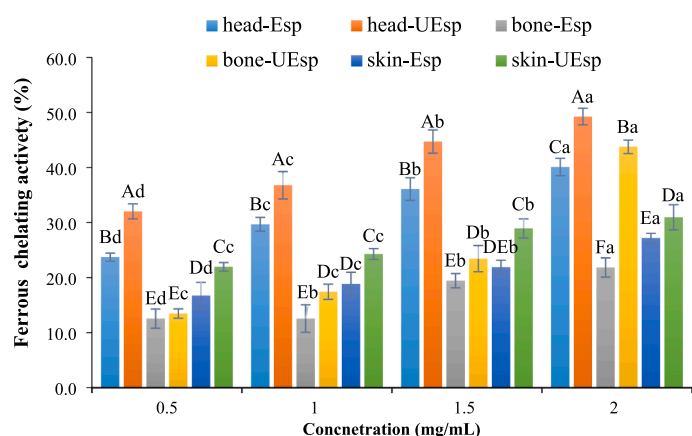 head-Esp head-UEsp bone-Esp
bone-UEsp skin-Esp skin-UEsp
Ferrous chelating activety (%)
60.0
50.0
40.0
30.0
20.0
10.0
0.0
Bd Ad Ed Ec Dd Cc
Bc Ac Eb Dc Dc Cc
Bb Ab Eb Db DEb Cb
Ca Aa Fa Ba Ea Da
0.5 1 1.5 2
Concnetration (mg/mL)